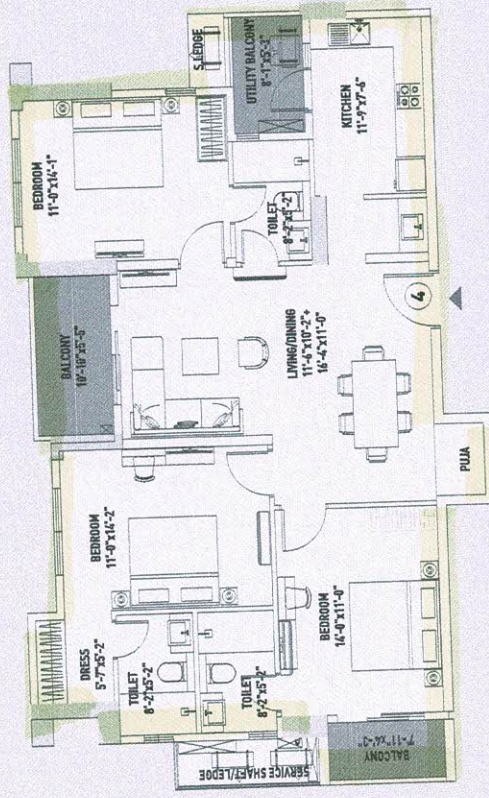 S.LEDGE
UTILITY BALCONY
8'-1"X5'-2"
KITCHEN
11'-9"X7'-6"
BEDROOM
11'-0"X14'-1"
TOILET
8'-2"X5'-2"
BALCONY
10'-10"X5'-6"
LIVING/DINING
11'-6"X10'-2"+
16'-4"X11'-0"
4
PUJA
BEDROOM
11'-0"X14'-2"
DRESS
5'-7"X5'-2"
TOILET
8'-2"X5'-2"
TOILET
8'-2"X5'-2"
BEDROOM
14'-0"X11'-0"
SERVICE SHAFT/LEDGE
BALCONY
7'-11"X4'-3"